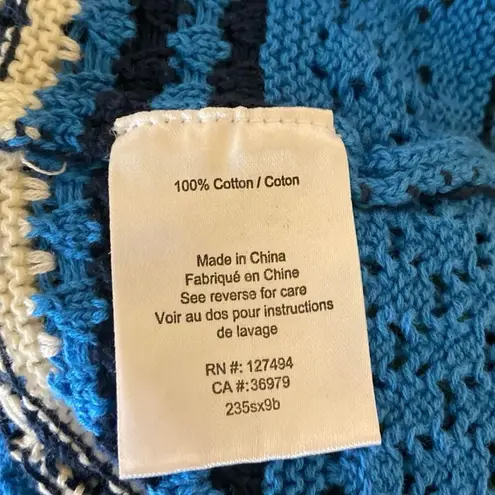 100% Cotton / Coton
Made in China
Fabriqué en Chine
See reverse for care
Voir au dos pour instructions
de lavage
RN #: 127494
CA #:36979
235sx9b